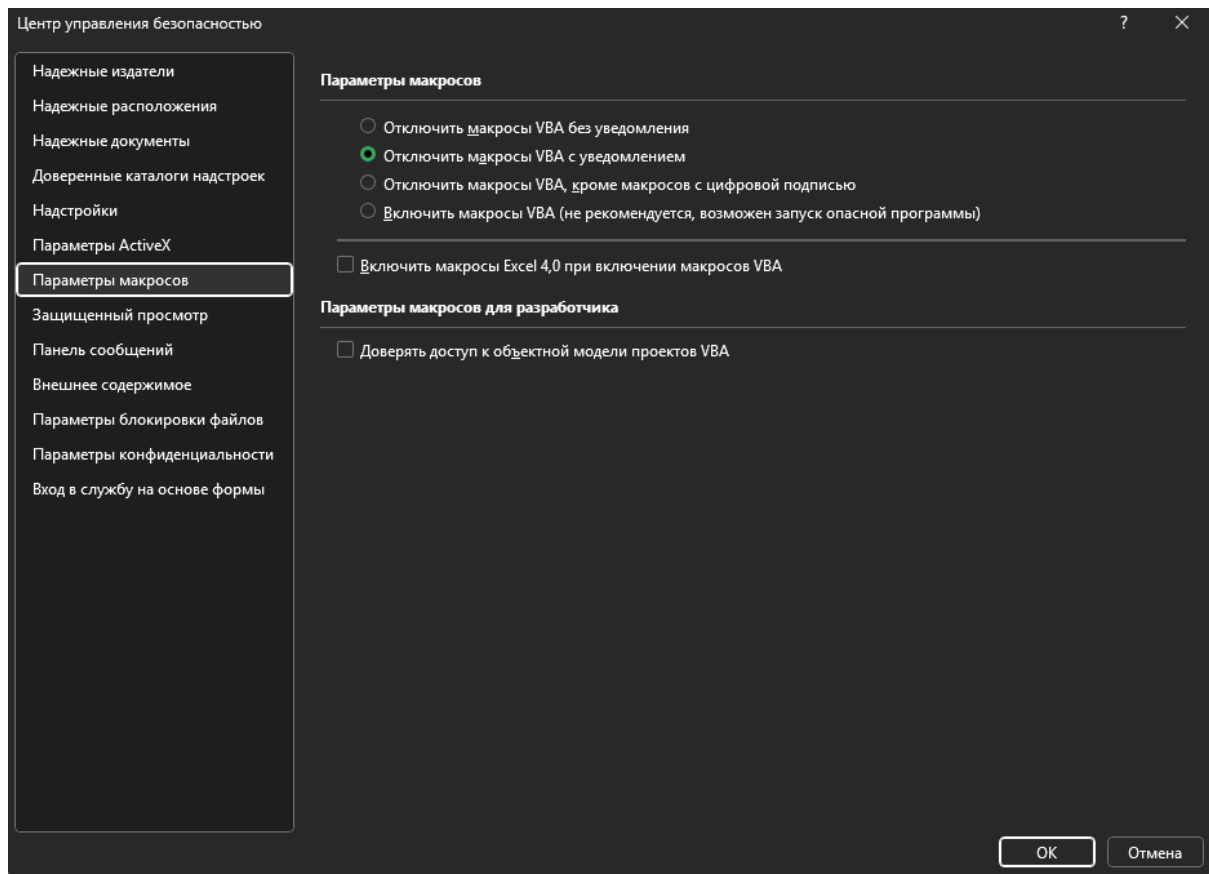 Центр управления безопасностью
?
Надежные издатели
Надежные расположения
Надежные документы
Доверенные каталоги надстроек
Надстройки
Параметры ActiveX
Параметры макросов
Защищенный просмотр
Панель сообщений
Внешнее содержимое
Параметры блокировки файлов
Параметры конфиденциальности
Вход в службу на основе формы
Параметры макросов
Отключить макросы VBA без уведомления
Отключить макросы VBA с уведомлением
Отключить макросы VBA, кроме макросов с цифровой подписью
Включить макросы VBA (не рекомендуется, возможен запуск опасной программы)
Включить макросы Excel 4,0 при включении макросов VBA
Параметры макросов для разработчика
Доверять доступ к объектной модели проектов VBA
ОК
Отмена